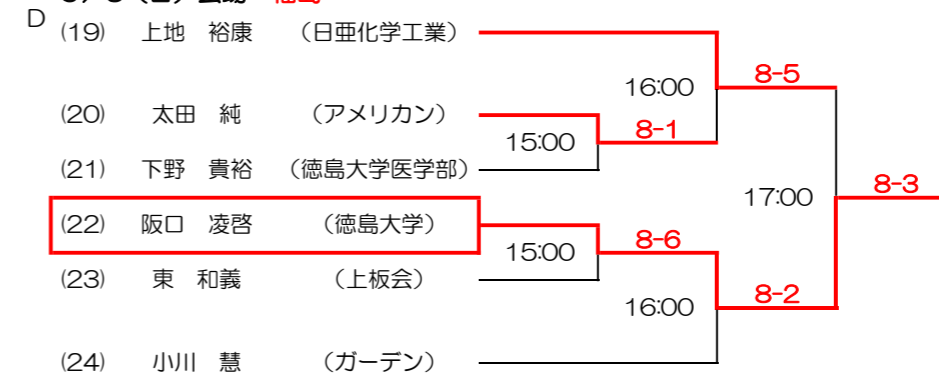 D
(19) 上地 裕康 (日亜化学工業)
16:00 8-5
(20) 太田 純 (アメリカン)
15:00 8-1
(21) 下野 貴裕 (徳島大学医学部)
17:00 8-3
(22) 阪口 凌啓 (徳島大学)
15:00 8-6
(23) 東 和義 (上板会)
16:00 8-2
(24) 小川 慧 (ガーデン)